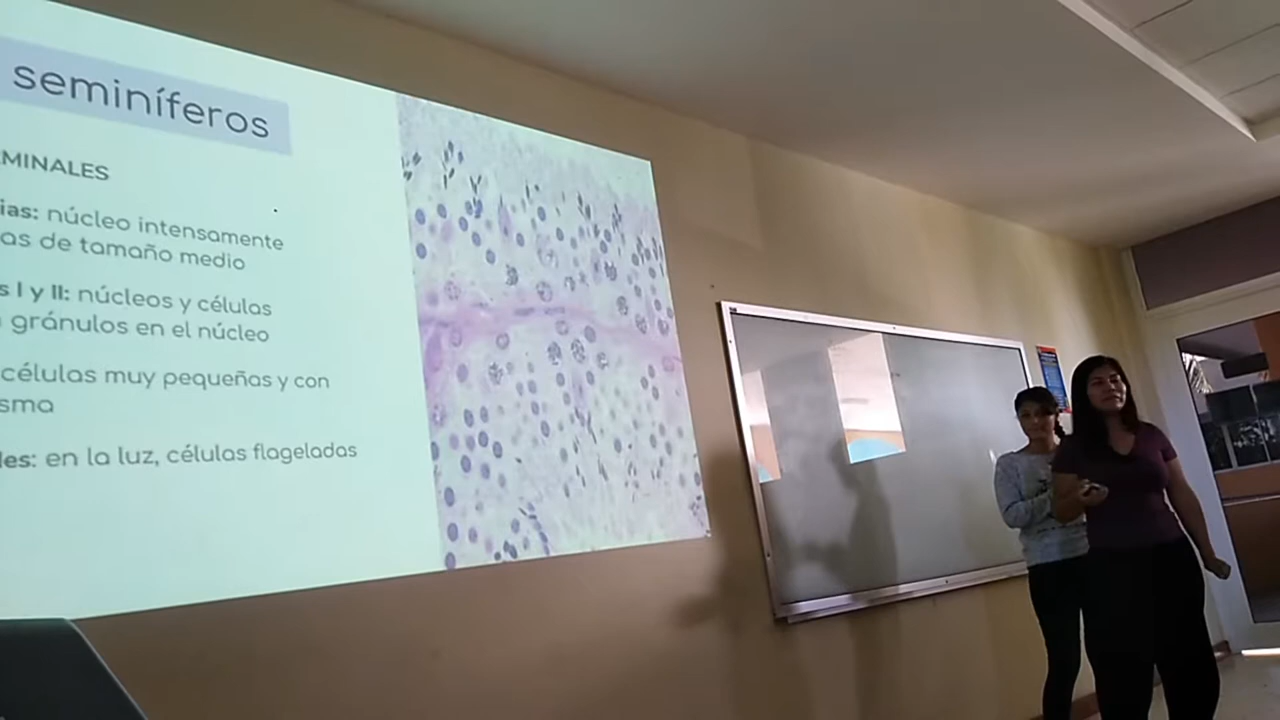 seminíferos
MINALES
ias: núcleo intensamente
as de tamaño medio
s I y II: núcleos y células
gránulos en el núcleo
células muy pequeñas y con
sma
des: en la luz, células flageladas